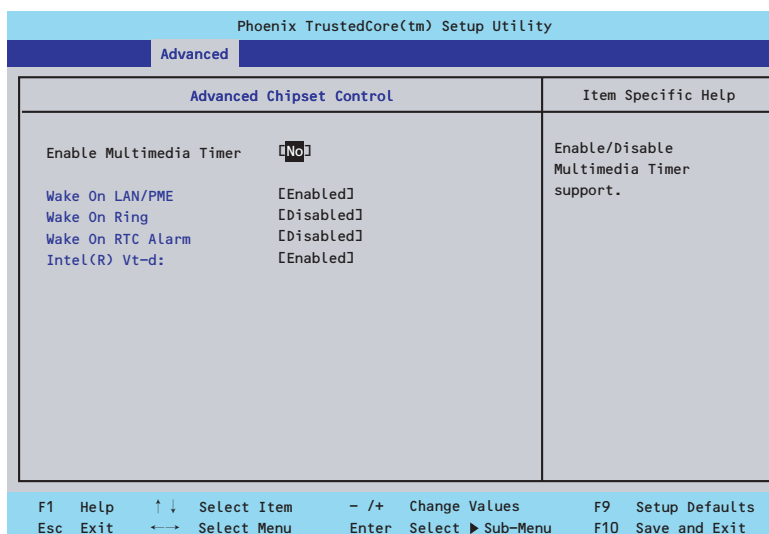 Phoenix TrustedCore(tm) Setup Utility
Advanced
Advanced Chipset Control
Item Specific Help
Enable Multimedia Timer [No]
Wake On LAN/PME [Enabled]
Wake On Ring [Disabled]
Wake On RTC Alarm [Disabled]
Intel(R) Vt-d: [Enabled]
Enable/Disable
Multimedia Timer
support.
F1 Help ↑↓ Select Item - /+ Change Values F9 Setup Defaults
Esc Exit ←→ Select Menu Enter Select ▶ Sub-Menu F10 Save and Exit